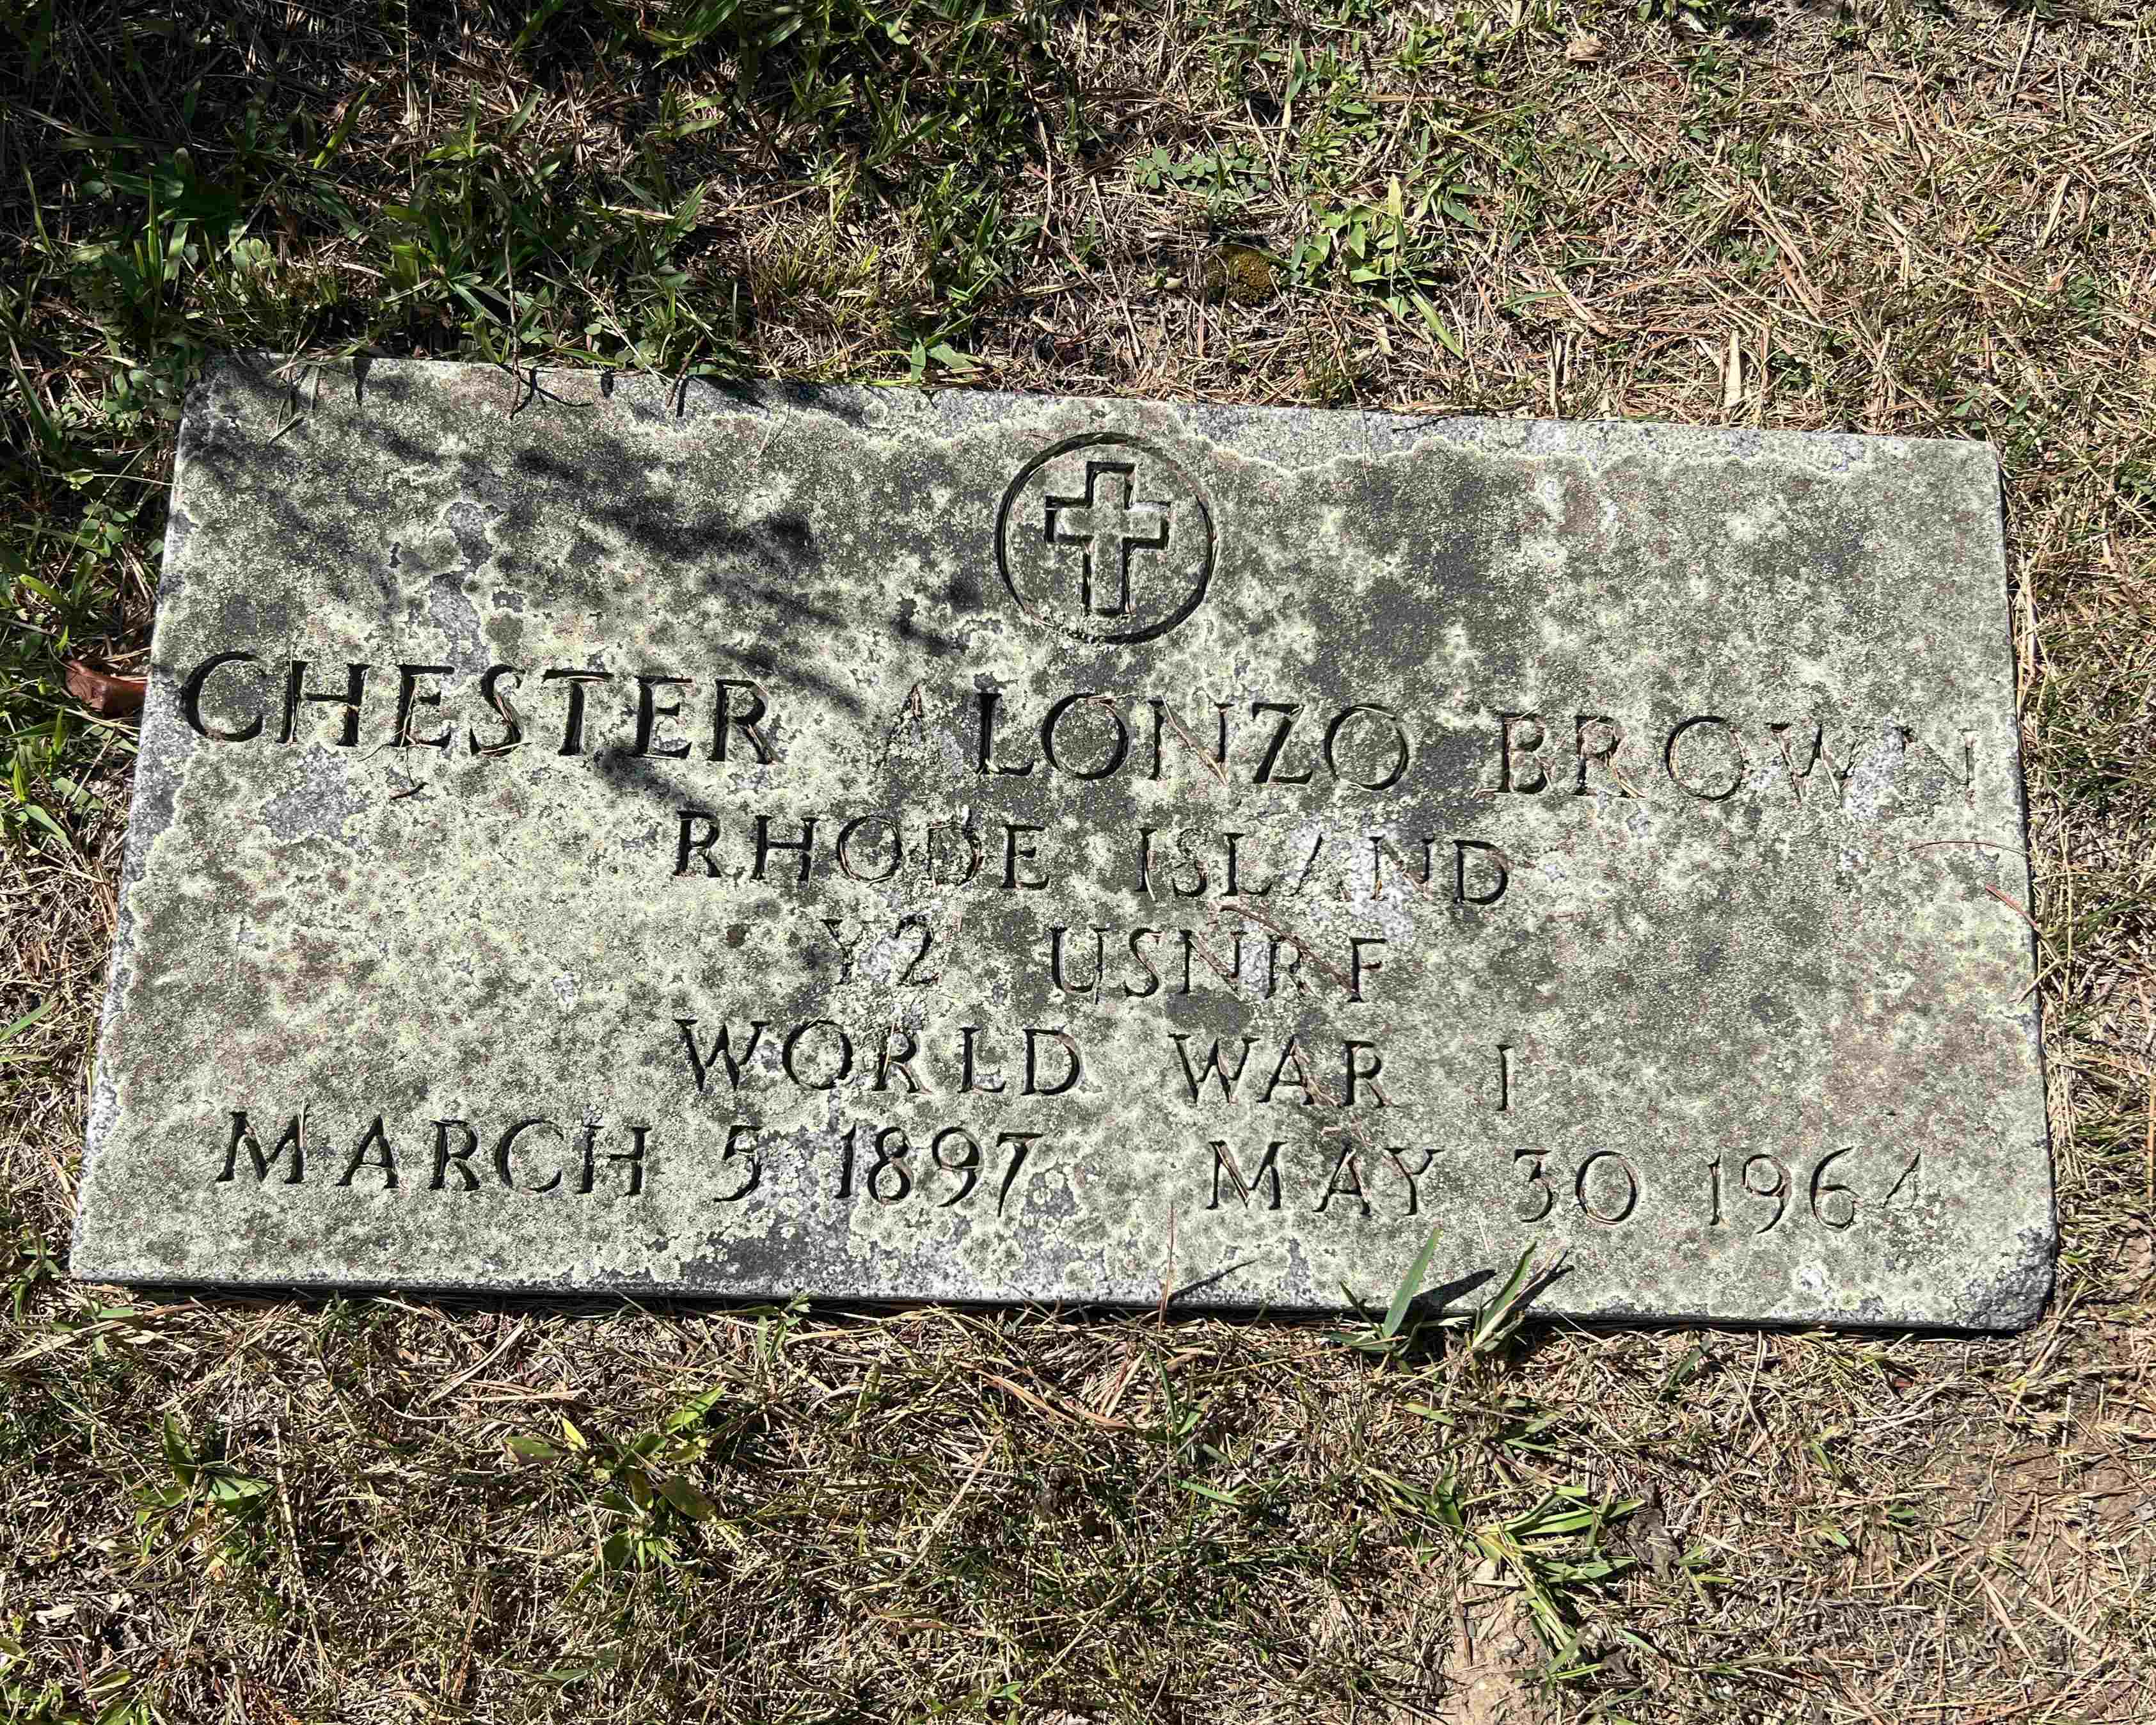 CHESTER ALONZO BROWN
RHODE ISLAND
Y2 USNRF
WORLD WAR I
MARCH 5 1897 MAY 30 1964